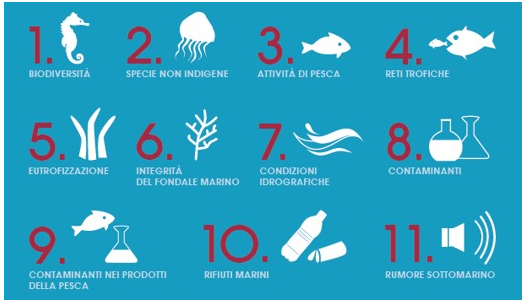 1.
BIODIVERSITÀ
2.
SPECIE NON INDIGENE
3.
ATTIVITÀ DI PESCA
4.
RETI TROFICHE
5.
EUTROFIZZAZIONE
6.
INTEGRITÀ
DEL FONDALE MARINO
7.
CONDIZIONI
IDROGRAFICHE
8.
CONTAMINANTI
9.
CONTAMINANTI NEI PRODOTTI
DELLA PESCA
10.
RIFIUTI MARINI
11.
RUMORE SOTTOMARINO